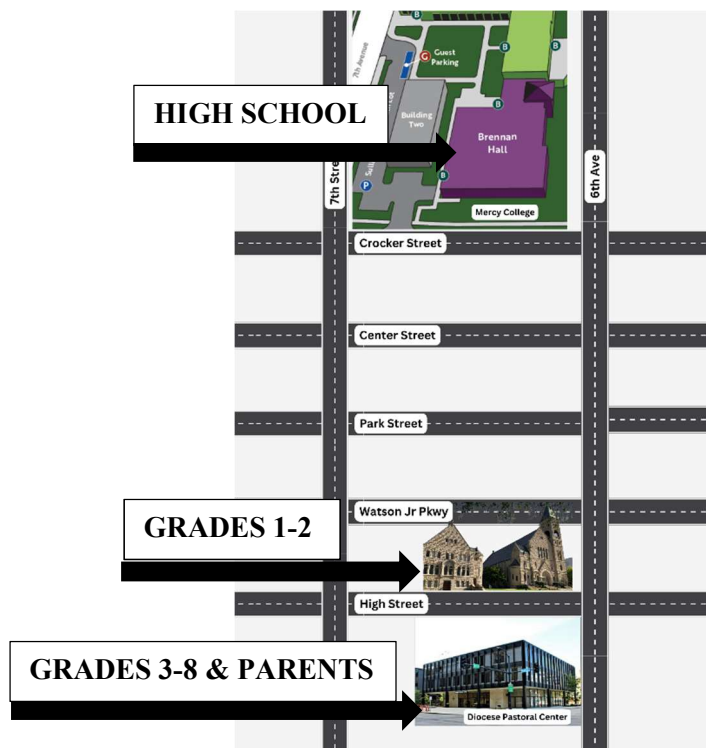 7th Avenue
B
Guest
Parking
G
B
B
HIGH SCHOOL
B
Building
Two
Brennan
Hall
B
P
7th Stre
6th Ave
Mercy College
Crocker Street
Center Street
Park Street
Watson Jr Pkwy
GRADES 1-2
High Street
GRADES 3-8 & PARENTS
Diocese Pastoral Center